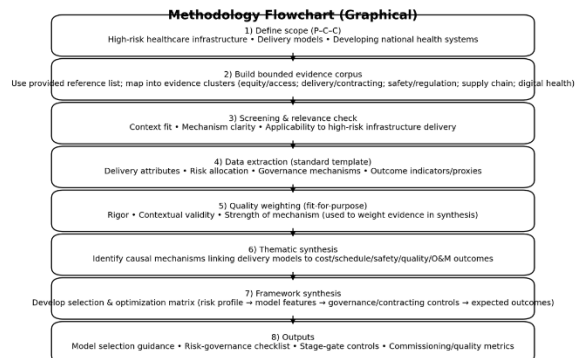 Methodology Flowchart (Graphical)
1) Define scope (P–C–C)
High-risk healthcare infrastructure • Delivery models • Developing national health systems
2) Build bounded evidence corpus
Use provided reference list; map into evidence clusters (equity/access; delivery/contracting; safety/regulation; supply chain; digital health)
3) Screening & relevance check
Context fit • Mechanism clarity • Applicability to high-risk infrastructure delivery
4) Data extraction (standard template)
Delivery attributes • Risk allocation • Governance mechanisms • Outcome indicators/proxies
5) Quality weighting (fit-for-purpose)
Rigor • Contextual validity • Strength of mechanism (used to weight evidence in synthesis)
6) Thematic synthesis
Identify causal mechanisms linking delivery models to cost/schedule/safety/quality/O&M outcomes
7) Framework synthesis
Develop selection & optimization matrix (risk profile → model features → governance/contracting controls → expected outcomes)
8) Outputs
Model selection guidance • Risk-governance checklist • Stage-gate controls • Commissioning/quality metrics